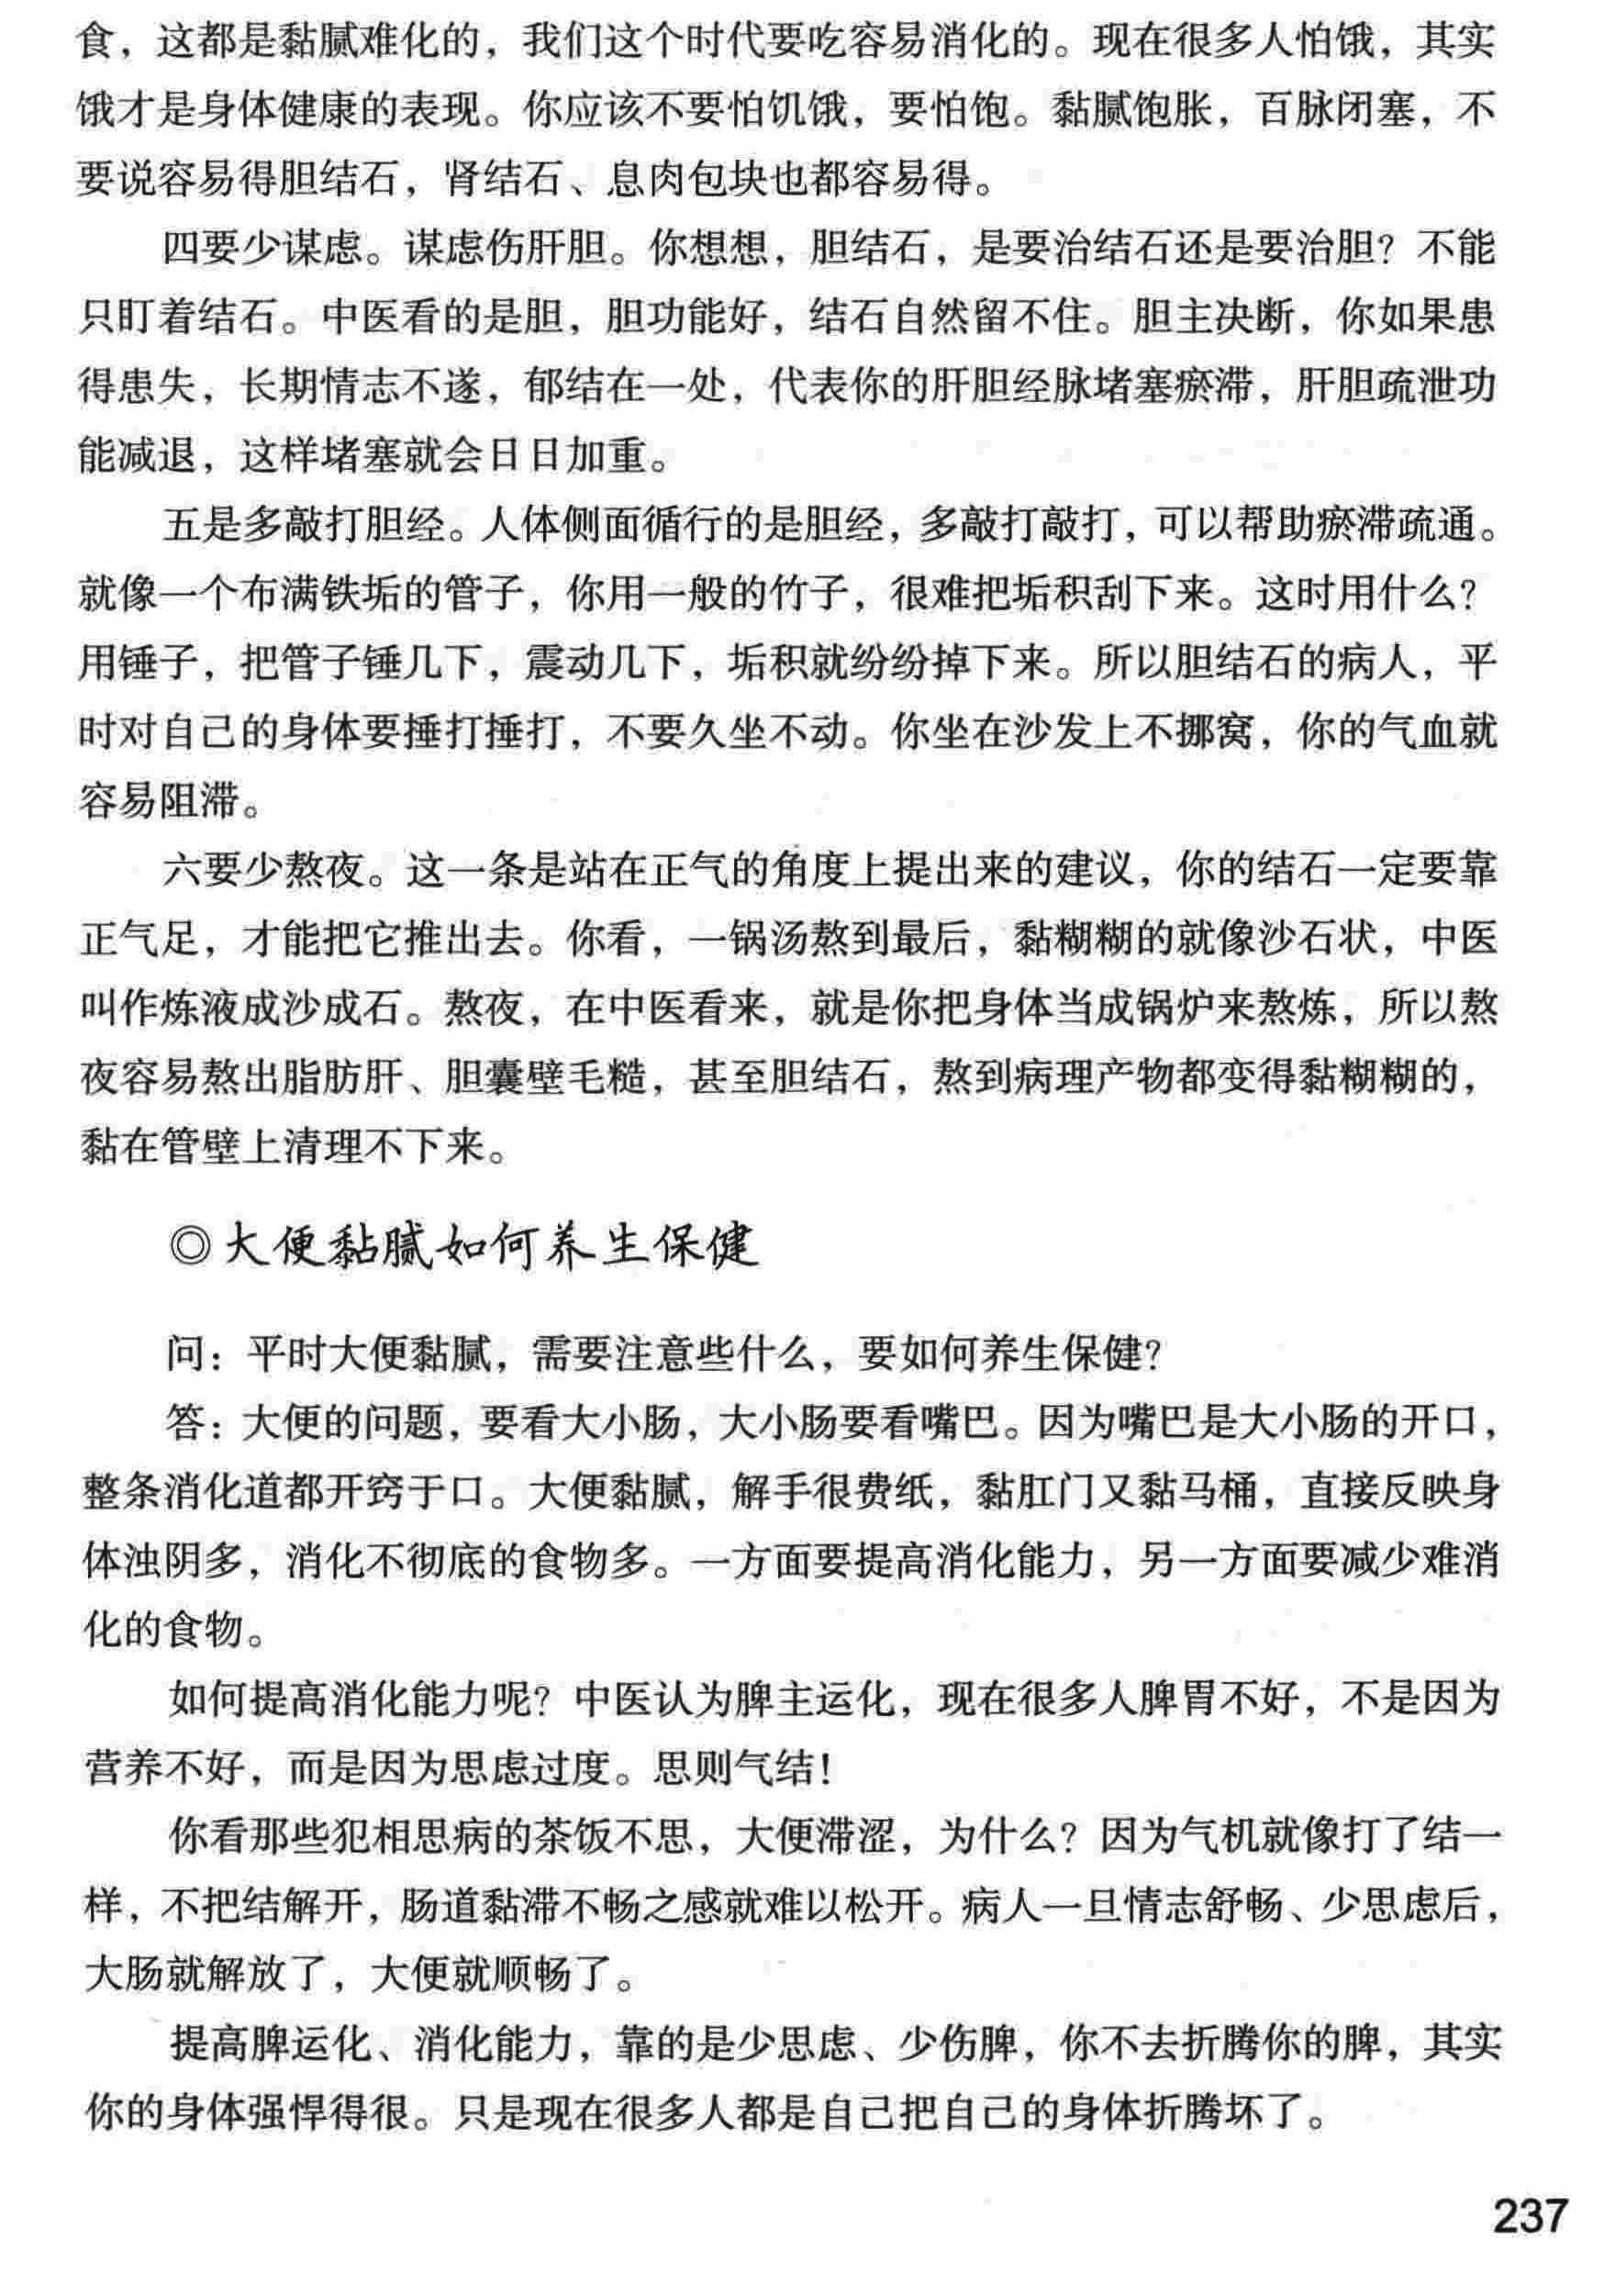 食，这都是黏腻难化的，我们这个时代要吃容易消化的。现在很多人怕饿，其实
饿才是身体健康的表现。你应该不要怕饥饿，要怕饱。黏腻饱胀，百脉闭塞，不
要说容易得胆结石，肾结石、息肉包块也都容易得。
四要少谋虑。谋虑伤肝胆。你想想，胆结石，是要治结石还是要治胆？不能
只盯着结石。中医看的是胆，胆功能好，结石自然留不住。胆主决断，你如果患
得患失，长期情志不遂，郁结在一处，代表你的肝胆经脉堵塞瘀滞，肝胆疏泄功
能减退，这样堵塞就会日日加重。
五是多敲打胆经。人体侧面循行的是胆经，多敲打敲打，可以帮助瘀滞疏通。
就像一个布满铁垢的管子，你用一般的竹子，很难把垢积刮下来。这时用什么？
用锤子，把管子锤几下，震动几下，垢积就纷纷掉下来。所以胆结石的病人，平
时对自己的身体要捶打捶打，不要久坐不动。你坐在沙发上不挪窝，你的气血就
容易阻滞。
六要少熬夜。这一条是站在正气的角度上提出来的建议，你的结石一定要靠
正气足，才能把它推出去。你看，一锅汤熬到最后，黏糊糊的就像沙石状，中医
叫作炼液成沙成石。熬夜，在中医看来，就是你把身体当成锅炉来熬炼，所以熬
夜容易熬出脂肪肝、胆囊壁毛糙，甚至胆结石，熬到病理产物都变得黏糊糊的，
黏在管壁上清理不下来。
◎大便黏腻如何养生保健
问：平时大便黏腻，需要注意些什么，要如何养生保健？
答：大便的问题，要看大小肠，大小肠要看嘴巴。因为嘴巴是大小肠的开口，
整条消化道都开窍于口。大便黏腻，解手很费纸，黏肛门又黏马桶，直接反映身
体浊阴多，消化不彻底的食物多。一方面要提高消化能力，另一方面要减少难消
化的食物。
如何提高消化能力呢？中医认为脾主运化，现在很多人脾胃不好，不是因为
营养不好，而是因为思虑过度。思则气结！
你看那些犯相思病的茶饭不思，大便滞涩，为什么？因为气机就像打了结一
样，不把结解开，肠道黏滞不畅之感就难以松开。病人一旦情志舒畅、少思虑后，
大肠就解放了，大便就顺畅了。
提高脾运化、消化能力，靠的是少思虑、少伤脾，你不去折腾你的脾，其实
你的身体强悍得很。只是现在很多人都是自己把自己的身体折腾坏了。
237